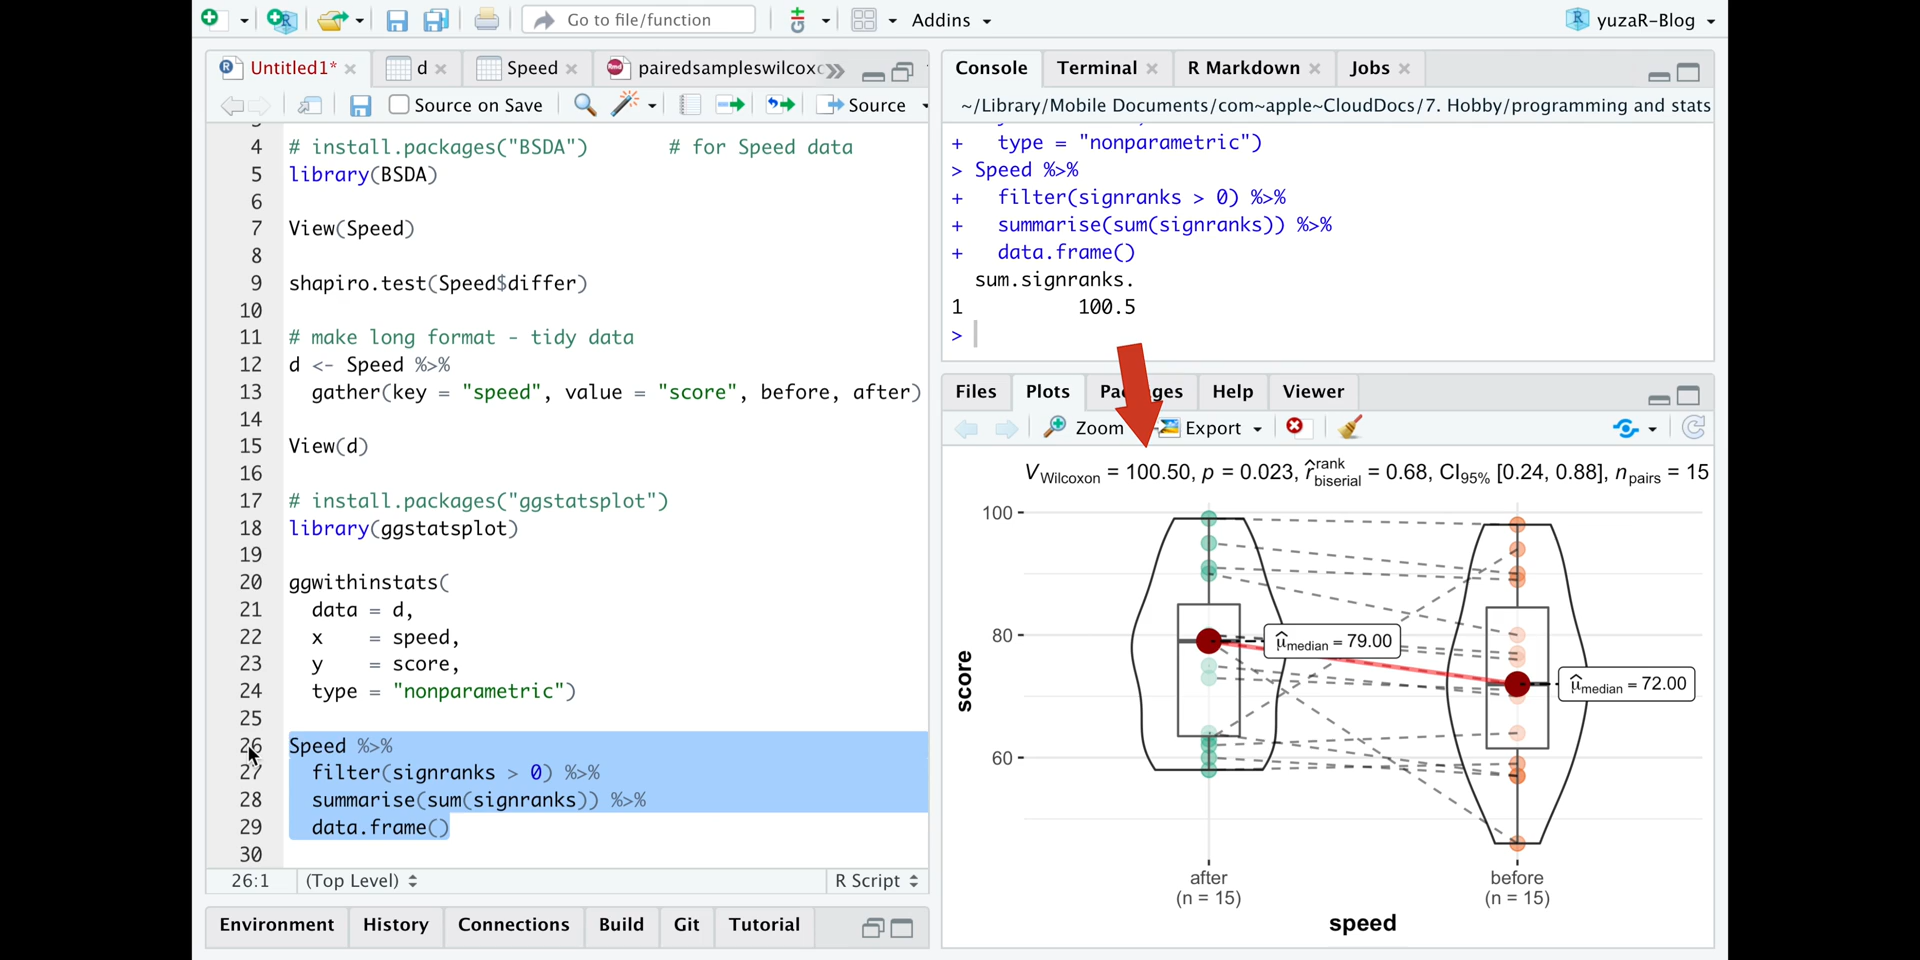 Go to file/function
Addins
yuzaR-Blog
Untitled1*
d
Speed
pairedsampleswilcoxo
Source on Save
Source
4 # install.packages("BSDA")       # for Speed data
5 library(BSDA)
6
7 View(Speed)
8
9 shapiro.test(Speed$differ)
10
11 # make long format - tidy data
12 d <- Speed %>%
13   gather(key = "speed", value = "score", before, after)
14
15 View(d)
16
17 # install.packages("ggstatsplot")
18 library(ggstatsplot)
19
20 ggwithinstats(
21   data = d,
22   x    = speed,
23   y    = score,
24   type = "nonparametric")
25
26 Speed %>%
27   filter(signranks > 0) %>%
28   summarise(sum(signranks)) %>%
29   data.frame()
30
26:1
(Top Level)
R Script
Environment
History
Connections
Build
Git
Tutorial
Console
Terminal
R Markdown
Jobs
~/Library/Mobile Documents/com~apple~CloudDocs/7. Hobby/programming and stats
+   type = "nonparametric")
> Speed %>%
+   filter(signranks > 0) %>%
+   summarise(sum(signranks)) %>%
+   data.frame()
  sum.signranks.
1          100.5
>
Files
Plots
Help
Viewer
Zoom
Export
V Wilcoxon = 100.50, p = 0.023, r̂ rank biserial = 0.68, CI95% [0.24, 0.88], n pairs = 15
100
80
60
score
μ̂ median = 79.00
μ̂ median = 72.00
after
(n = 15)
before
(n = 15)
speed